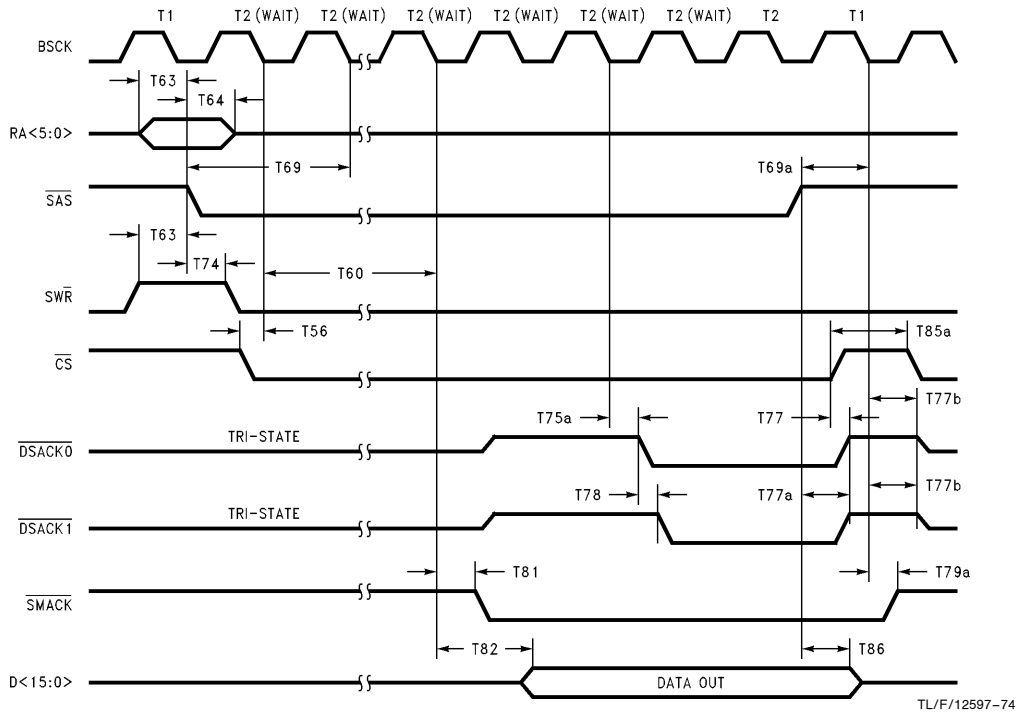 T1 T2 (WAIT) T2 (WAIT) T2 (WAIT) T2 (WAIT) T2 (WAIT) T2 (WAIT) T2 T1
BSCK
T63
T64
RA<5:0>
T69 T69a
SAS
T63
T74 T60
SWR
T56 T85a
CS
T77b
T75a T77
TRI-STATE
DSACK0
T78 T77a T77b
TRI-STATE
DSACK1
T81 T79a
SMACK
T82 T86
D<15:0> DATA OUT
TL/F/12597–74